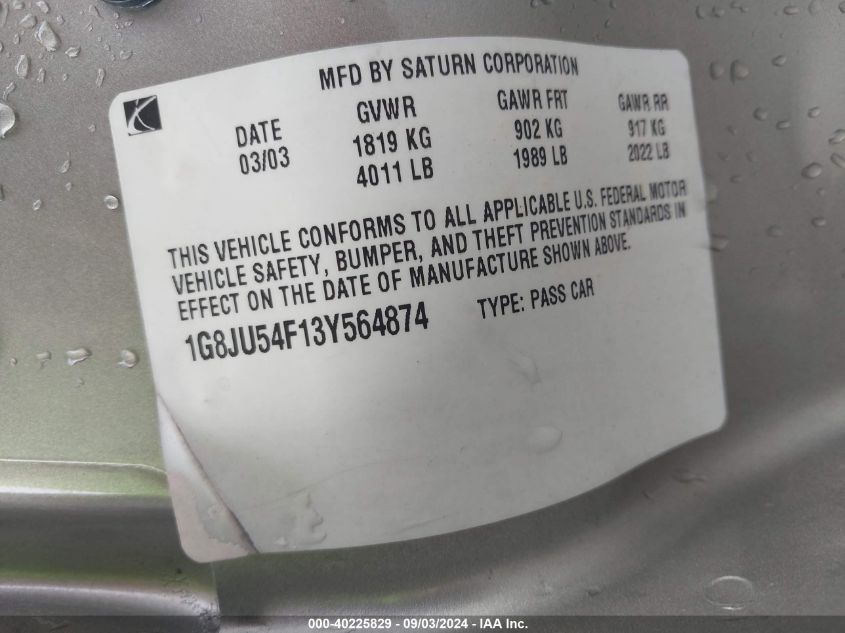 MFD BY SATURN CORPORATION
DATE GVWR GAWR FRT GAWR RR
03/03 1819 KG 902 KG 917 KG
4011 LB 1989 LB 2022 LB
THIS VEHICLE CONFORMS TO ALL APPLICABLE U.S. FEDERAL MOTOR
VEHICLE SAFETY, BUMPER, AND THEFT PREVENTION STANDARDS IN
EFFECT ON THE DATE OF MANUFACTURE SHOWN ABOVE.
1G8JU54F13Y564874 TYPE: PASS CAR
000-40225829 - 09/03/2024 - IAA Inc.